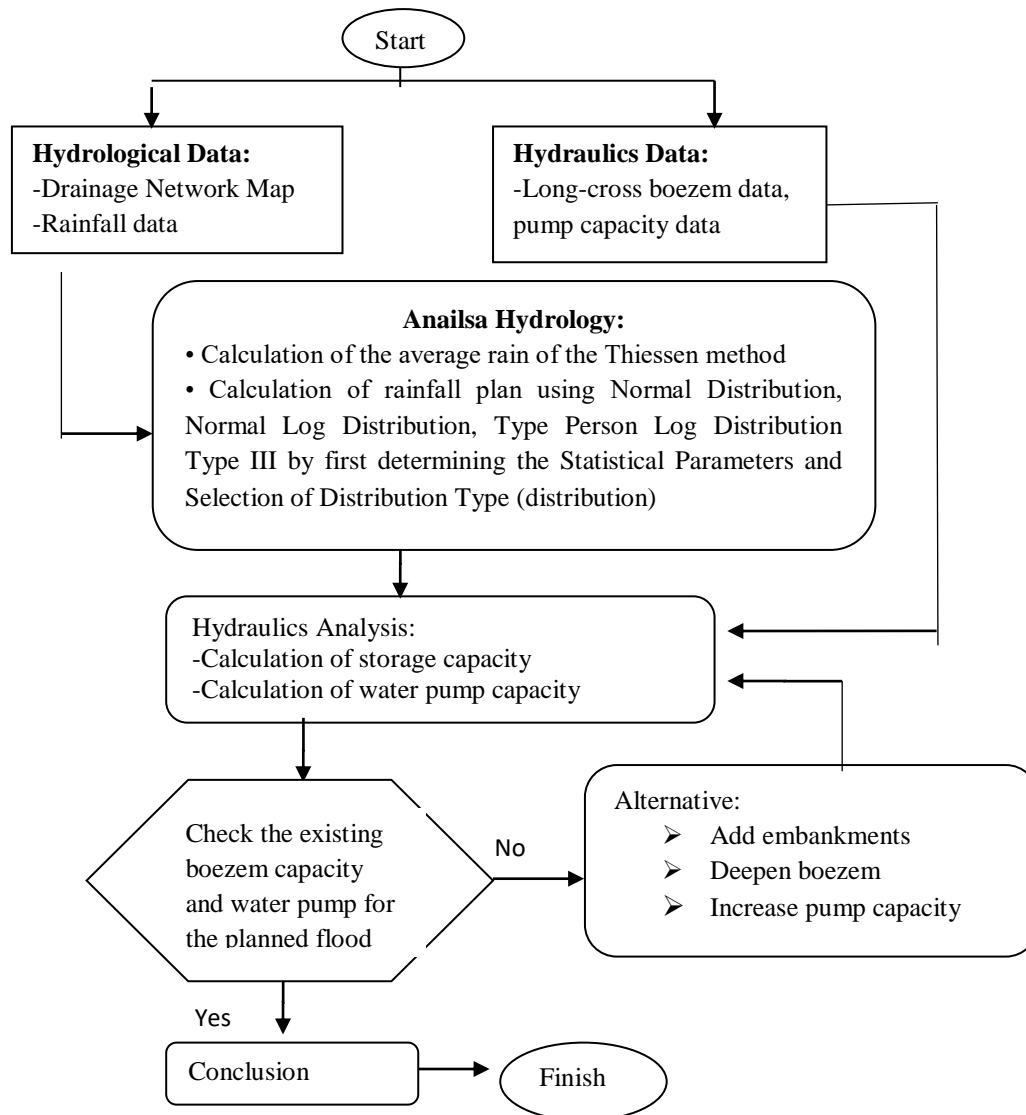 Start
Hydrological Data:
-Drainage Network Map
-Rainfall data
Hydraulics Data:
-Long-cross boezem data,
pump capacity data
Anailsa Hydrology:
• Calculation of the average rain of the Thiessen method
• Calculation of rainfall plan using Normal Distribution,
Normal Log Distribution, Type Person Log Distribution
Type III by first determining the Statistical Parameters and
Selection of Distribution Type (distribution)
Hydraulics Analysis:
-Calculation of storage capacity
-Calculation of water pump capacity
Check the existing
boezem capacity
and water pump for
the planned flood
No
Alternative:
➢ Add embankments
➢ Deepen boezem
➢ Increase pump capacity
Yes
Conclusion
Finish